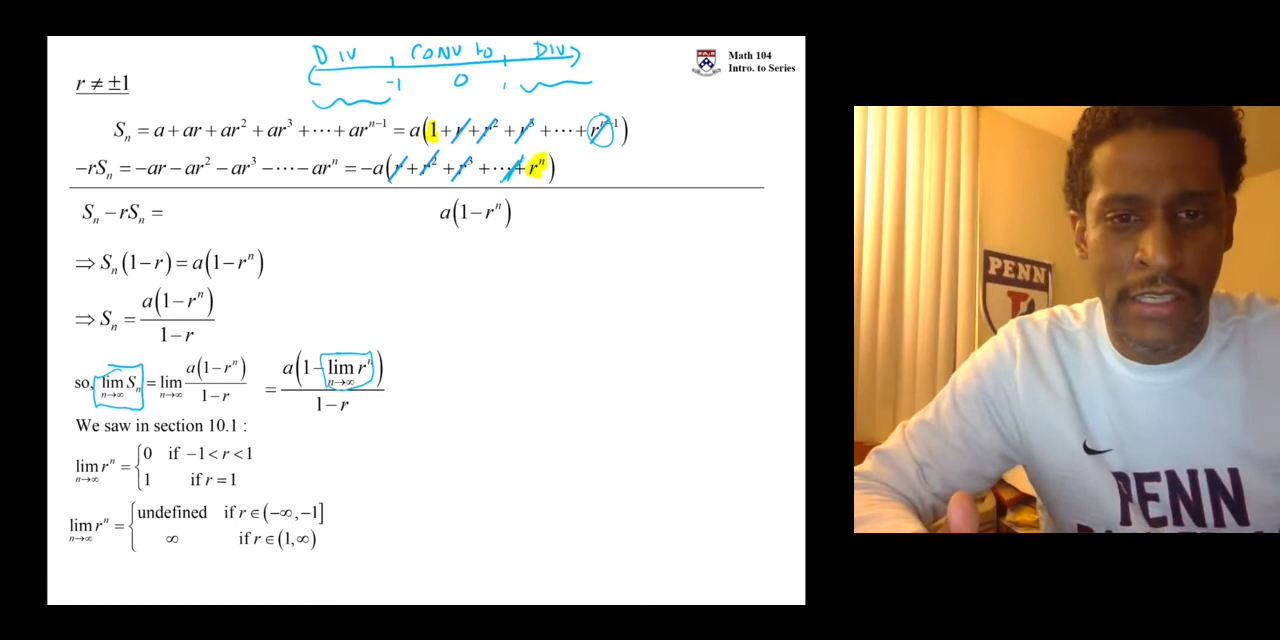 DIV , CONV to , DIV
-1 0
Math 104
Intro. to Series
r ≠ ±1
Sₙ = a + ar + ar² + ar³ + ⋯ + arⁿ⁻¹ = a(1 + r + r² + r³ + ⋯ + rⁿ⁻¹)
−rSₙ = −ar − ar² − ar³ − ⋯ − arⁿ = −a(r + r² + r³ + ⋯ + rⁿ)
Sₙ − rSₙ = a(1 − rⁿ)
⇒ Sₙ(1 − r) = a(1 − rⁿ)
⇒ Sₙ = a(1 − rⁿ) / (1 − r)
so, lim n→∞ Sₙ = lim n→∞ a(1 − rⁿ) / (1 − r) = a(1 − lim n→∞ rⁿ) / (1 − r)
We saw in section 10.1 :
lim n→∞ rⁿ = { 0 if −1 < r < 1
1 if r = 1
lim n→∞ rⁿ = { undefined if r ∈ (−∞, −1]
∞ if r ∈ (1, ∞)
PENN
PENN